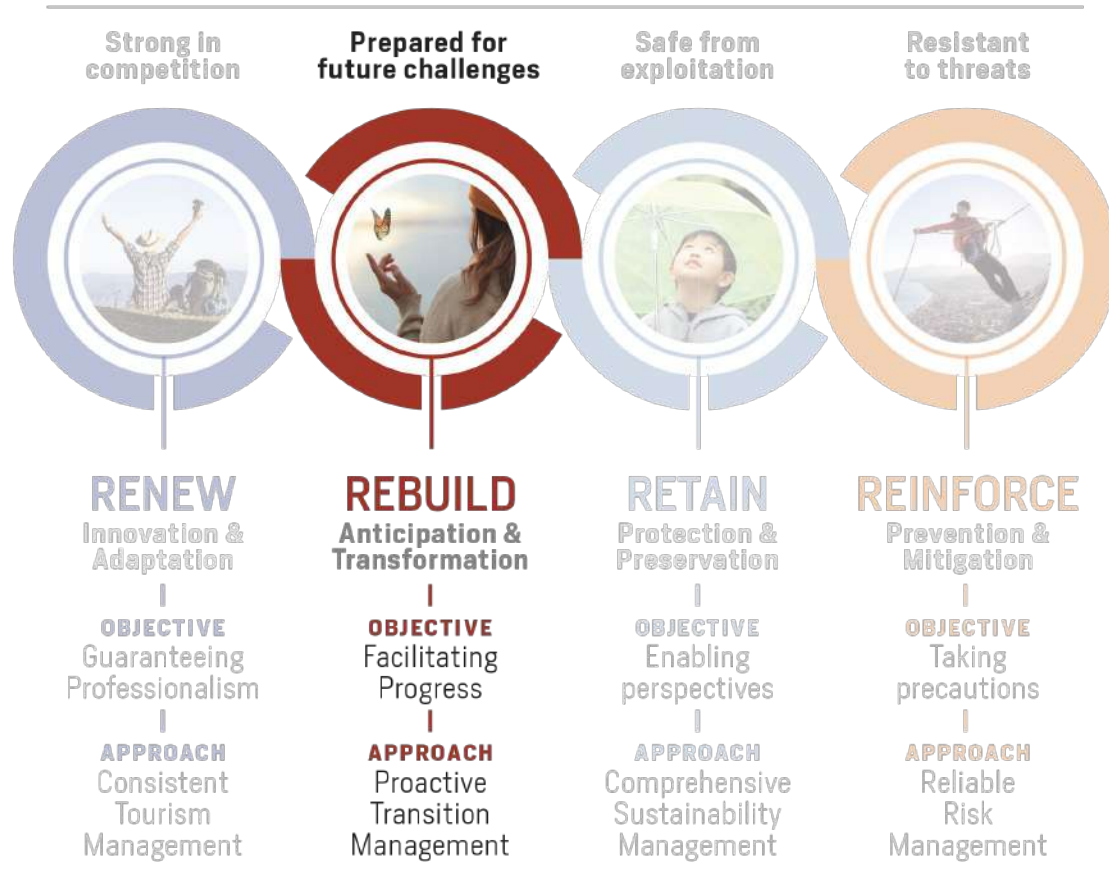 Strong in
competition
Prepared for
future challenges
Safe from
exploitation
Resistant
to threats
RENEW
Innovation &
Adaptation
OBJECTIVE
Guaranteeing
Professionalism
APPROACH
Consistent
Tourism
Management
REBUILD
Anticipation &
Transformation
OBJECTIVE
Facilitating
Progress
APPROACH
Proactive
Transition
Management
RETAIN
Protection &
Preservation
OBJECTIVE
Enabling
perspectives
APPROACH
Comprehensive
Sustainability
Management
REINFORCE
Prevention &
Mitigation
OBJECTIVE
Taking
precautions
APPROACH
Reliable
Risk
Management